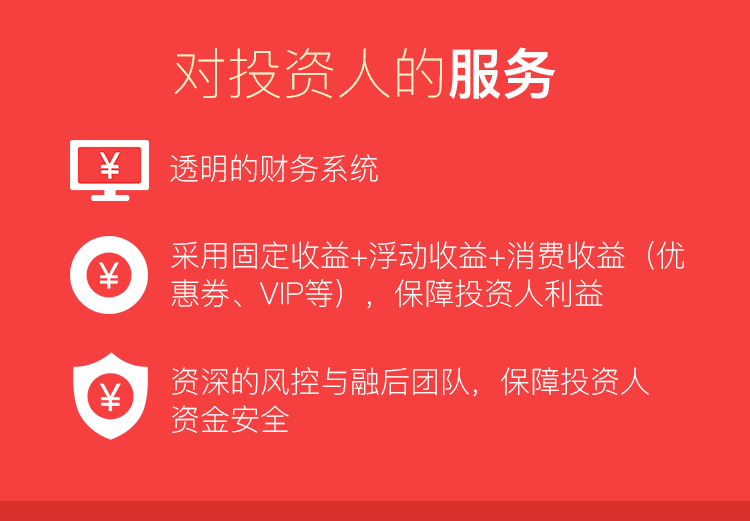 对投资人的服务
¥
透明的财务系统
¥
采用固定收益+浮动收益+消费收益（优
惠券、VIP等），保障投资人利益
¥
资深的风控与融后团队，保障投资人
资金安全